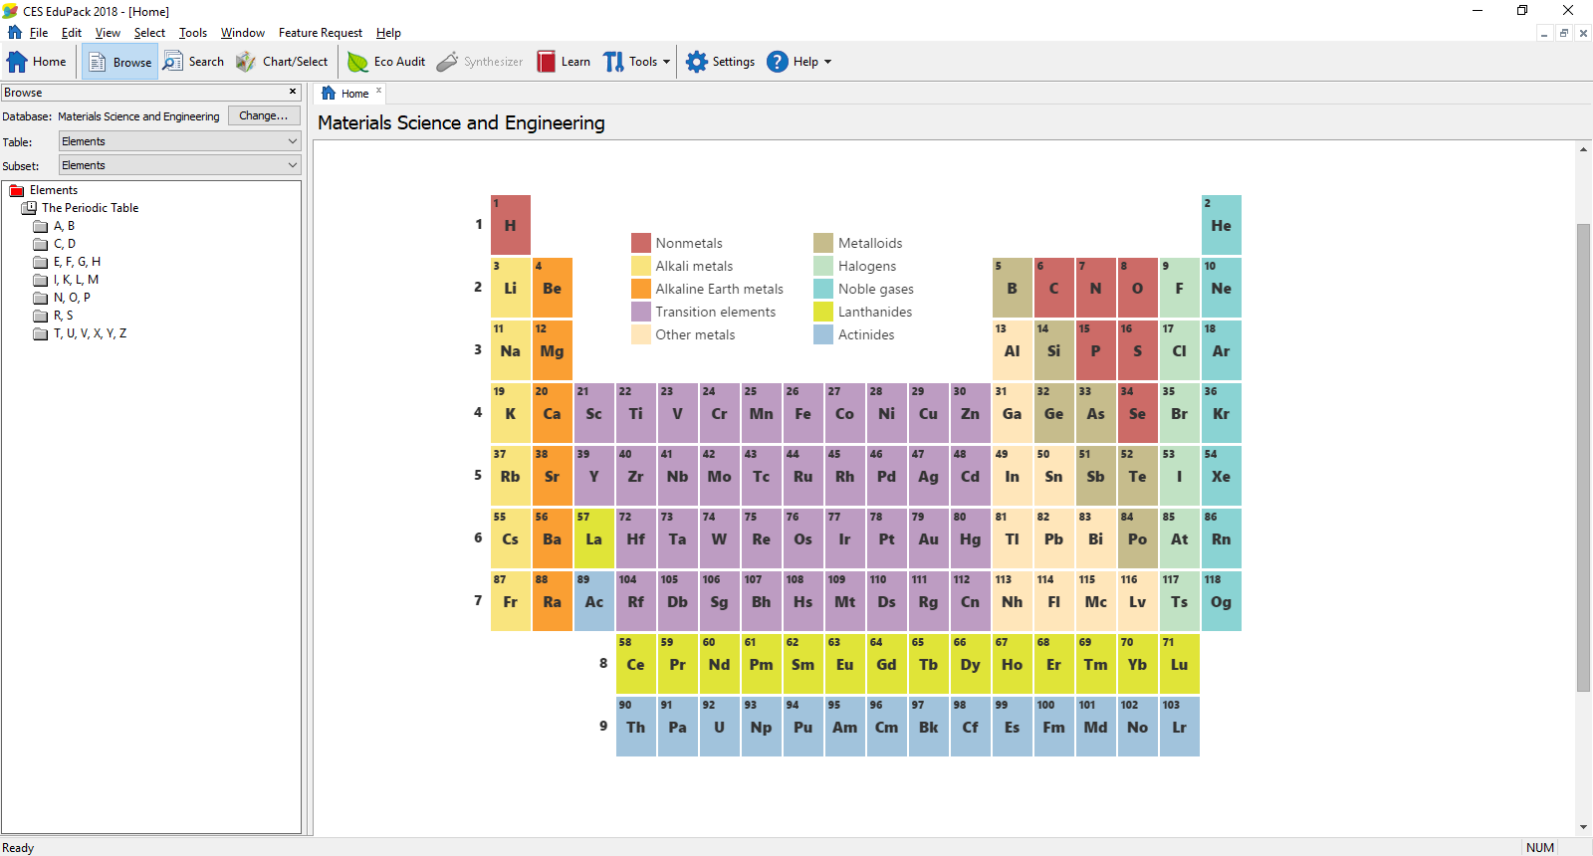 CES EduPack 2018 - [Home]
File Edit View Select Tools Window Feature Request Help
Home Browse Search Chart/Select Eco Audit Synthesizer Learn Tools Settings Help
Browse
Home
Database: Materials Science and Engineering Change...
Table: Elements
Subset: Elements
Elements
The Periodic Table
A, B
C, D
E, F, G, H
I, K, L, M
N, O, P
R, S
T, U, V, X, Y, Z
Materials Science and Engineering
Nonmetals Metalloids
Alkali metals Halogens
Alkaline Earth metals Noble gases
Transition elements Lanthanides
Other metals Actinides
1 2
1 H He
3 4 5 6 7 8 9 10
2 Li Be B C N O F Ne
11 12 13 14 15 16 17 18
3 Na Mg Al Si P S Cl Ar
19 20 21 22 23 24 25 26 27 28 29 30 31 32 33 34 35 36
4 K Ca Sc Ti V Cr Mn Fe Co Ni Cu Zn Ga Ge As Se Br Kr
37 38 39 40 41 42 43 44 45 46 47 48 49 50 51 52 53 54
5 Rb Sr Y Zr Nb Mo Tc Ru Rh Pd Ag Cd In Sn Sb Te I Xe
55 56 57 72 73 74 75 76 77 78 79 80 81 82 83 84 85 86
6 Cs Ba La Hf Ta W Re Os Ir Pt Au Hg Tl Pb Bi Po At Rn
87 88 89 104 105 106 107 108 109 110 111 112 113 114 115 116 117 118
7 Fr Ra Ac Rf Db Sg Bh Hs Mt Ds Rg Cn Nh Fl Mc Lv Ts Og
58 59 60 61 62 63 64 65 66 67 68 69 70 71
8 Ce Pr Nd Pm Sm Eu Gd Tb Dy Ho Er Tm Yb Lu
90 91 92 93 94 95 96 97 98 99 100 101 102 103
9 Th Pa U Np Pu Am Cm Bk Cf Es Fm Md No Lr
Ready NUM